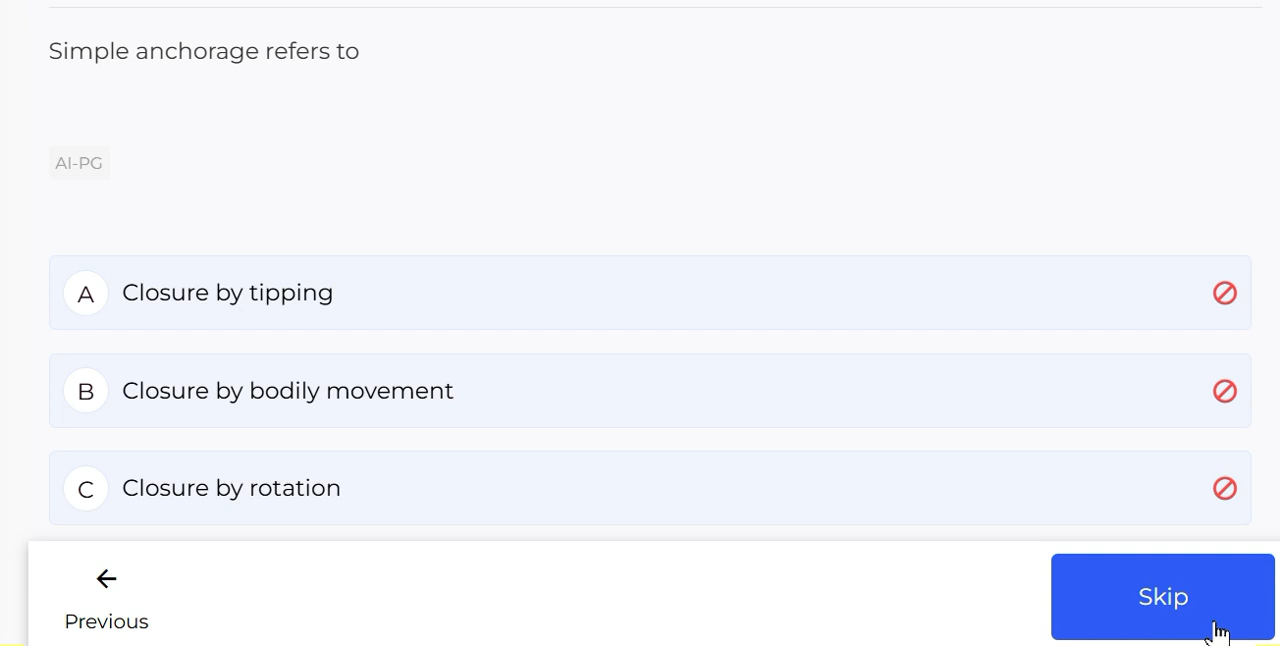 Simple anchorage refers to
AI-PG
A Closure by tipping
B Closure by bodily movement
C Closure by rotation
Previous
Skip